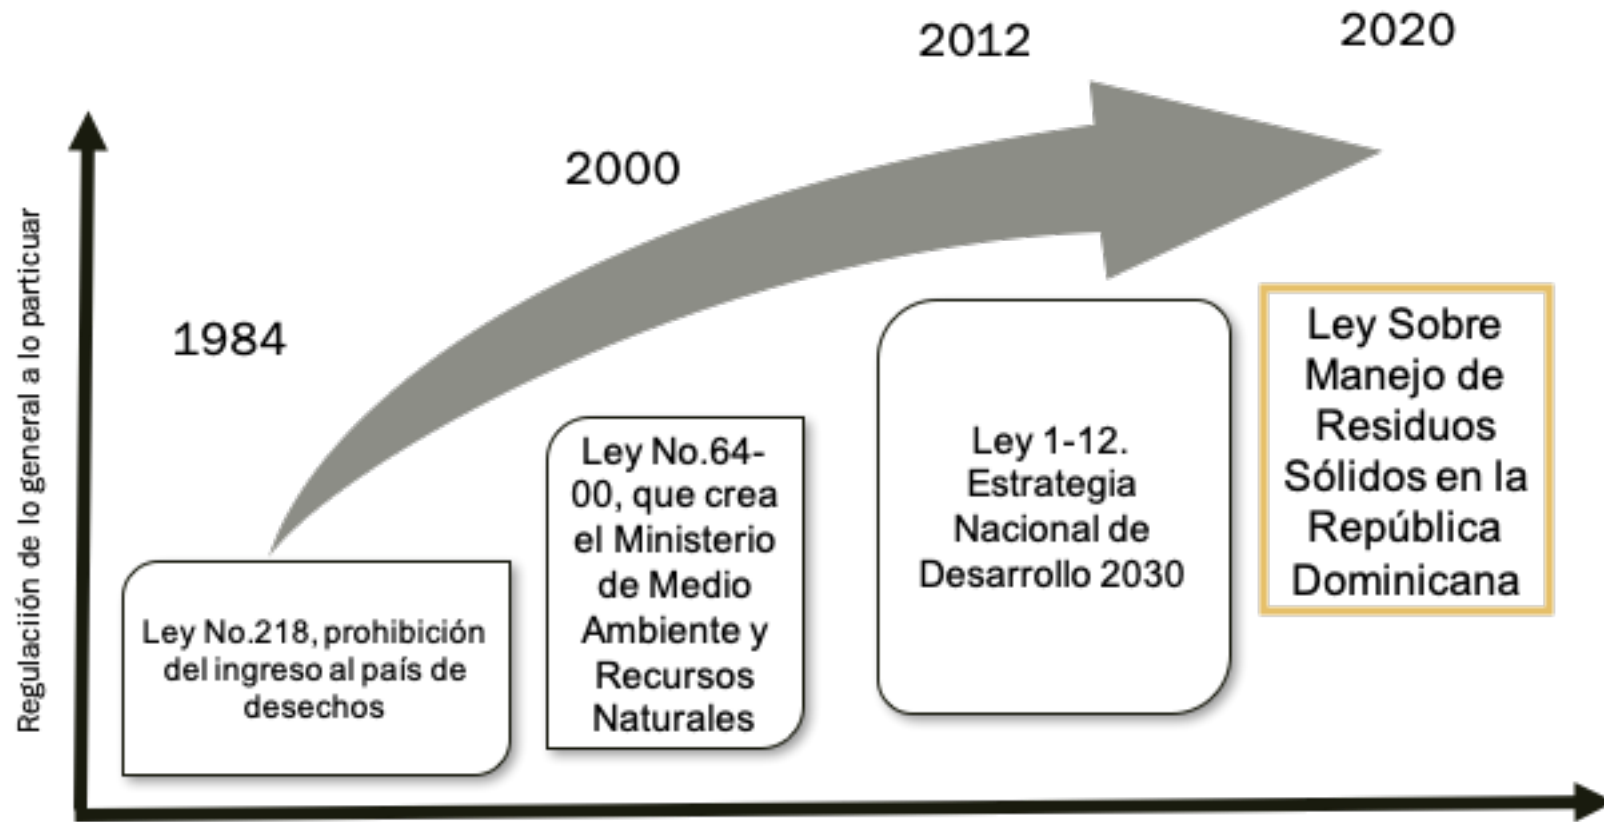 2012
2020
2000
1984
Regulaciión de lo general a lo particuar
Ley No.218, prohibición
del ingreso al país de
desechos
Ley No.64-
00, que crea
el Ministerio
de Medio
Ambiente y
Recursos
Naturales
Ley 1-12.
Estrategia
Nacional de
Desarrollo 2030
Ley Sobre
Manejo de
Residuos
Sólidos en la
República
Dominicana